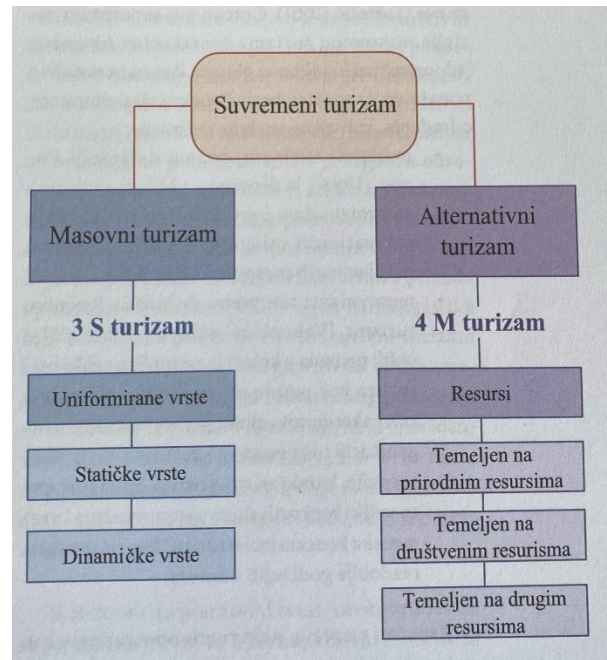 Suvremeni turizam
Masovni turizam
Alternativni
turizam
3 S turizam
4 M turizam
Uniformirane vrste
Resursi
Statičke vrste
Temeljen na
prirodnim resursima
Dinamičke vrste
Temeljen na
društvenim resurisma
Temeljen na drugim
resursima